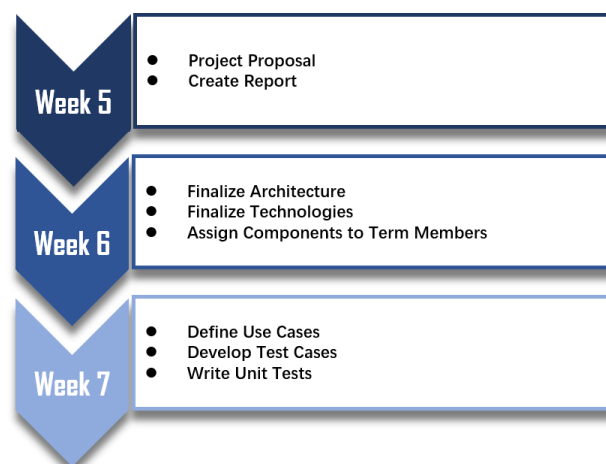 Week 5
● Project Proposal
● Create Report
Week 6
● Finalize Architecture
● Finalize Technologies
● Assign Components to Term Members
Week 7
● Define Use Cases
● Develop Test Cases
● Write Unit Tests